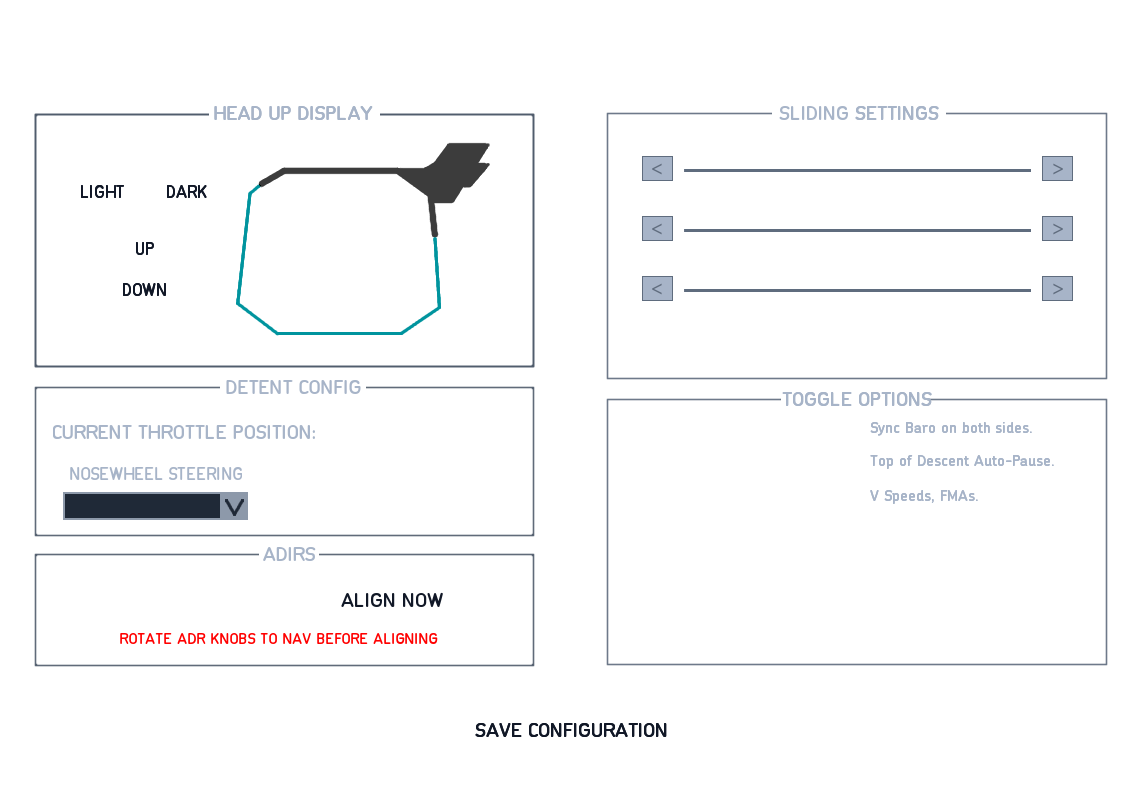 HEAD UP DISPLAY
LIGHT DARK
UP
DOWN
DETENT CONFIG
CURRENT THROTTLE POSITION:
NOSEWHEEL STEERING
V
ADIRS
ALIGN NOW
ROTATE ADR KNOBS TO NAV BEFORE ALIGNING
SLIDING SETTINGS
< >
< >
< >
TOGGLE OPTIONS
Sync Baro on both sides.
Top of Descent Auto-Pause.
V Speeds, FMAs.
SAVE CONFIGURATION